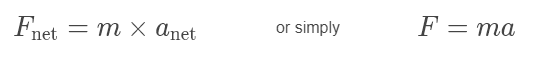 F_net = m × a_net or simply F = ma